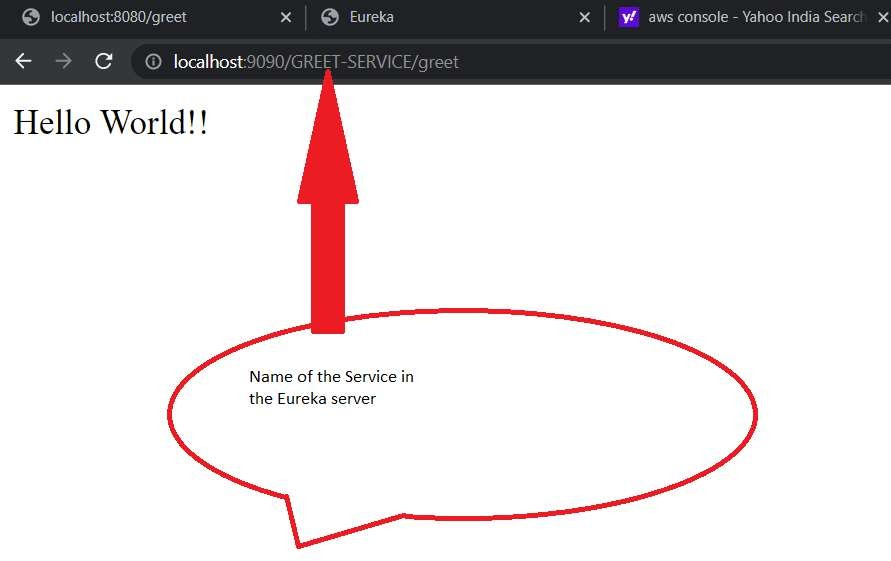 localhost:8080/greet
Eureka
y!
aws console - Yahoo India Search
localhost:9090/GREET-SERVICE/greet
Hello World!!
Name of the Service in
the Eureka server